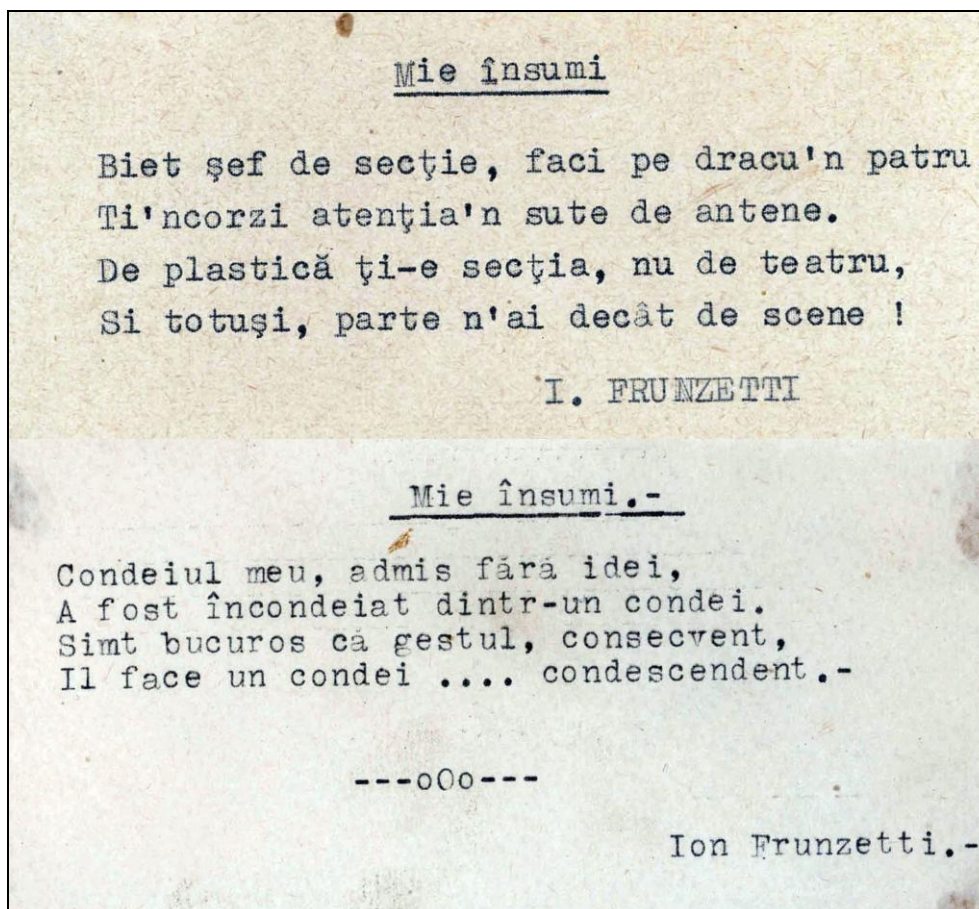 Mie însumi
Biet şef de secţie, faci pe dracu'n patru
Ti'ncorzi atenţia'n sute de antene.
De plastică ţi-e secţia, nu de teatru,
Si totuşi, parte n'ai decât de scene !
I. FRUNZETTI
Mie însumi.-
Condeiul meu, admis fără idei,
A fost încondeiat dintr-un condei.
Simt bucuros că gestul, consecvent,
Il face un condei .... condescendent.-
---oOo---
Ion Frunzetti.-